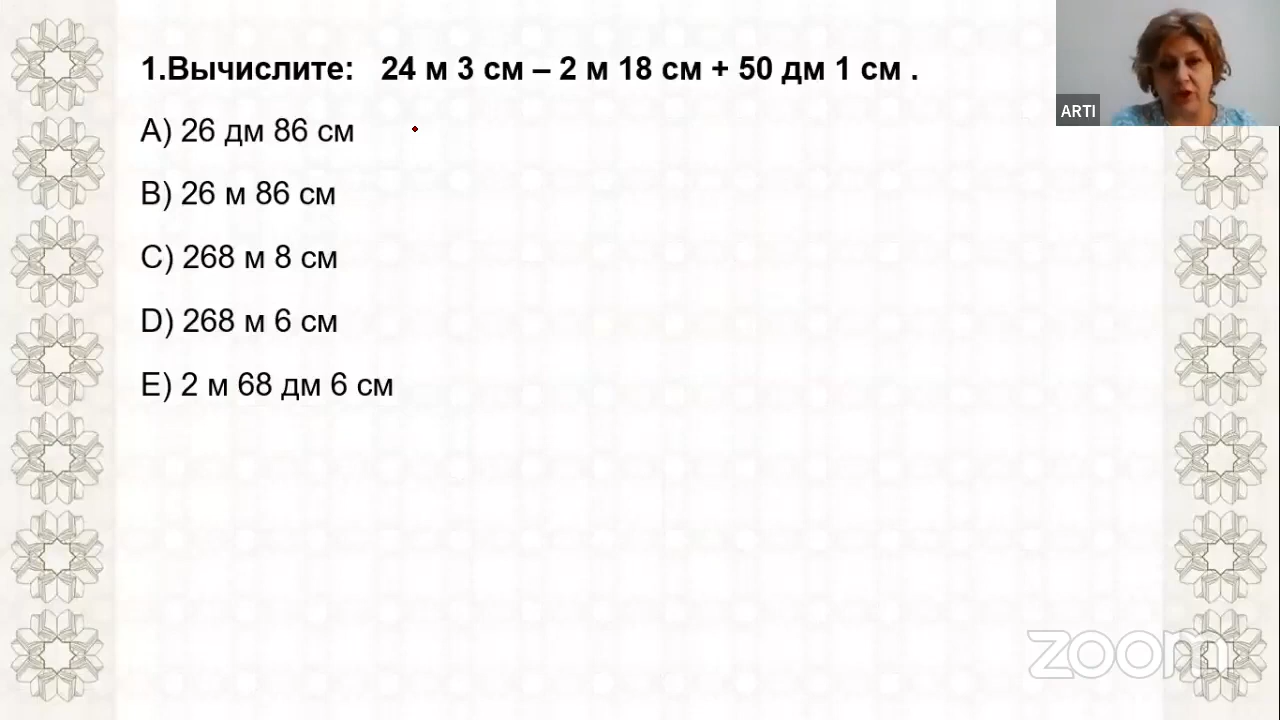 1.Вычислите: 24 м 3 см – 2 м 18 см + 50 дм 1 см .
A) 26 дм 86 см
B) 26 м 86 см
C) 268 м 8 см
D) 268 м 6 см
E) 2 м 68 дм 6 см
ARTI
zoom